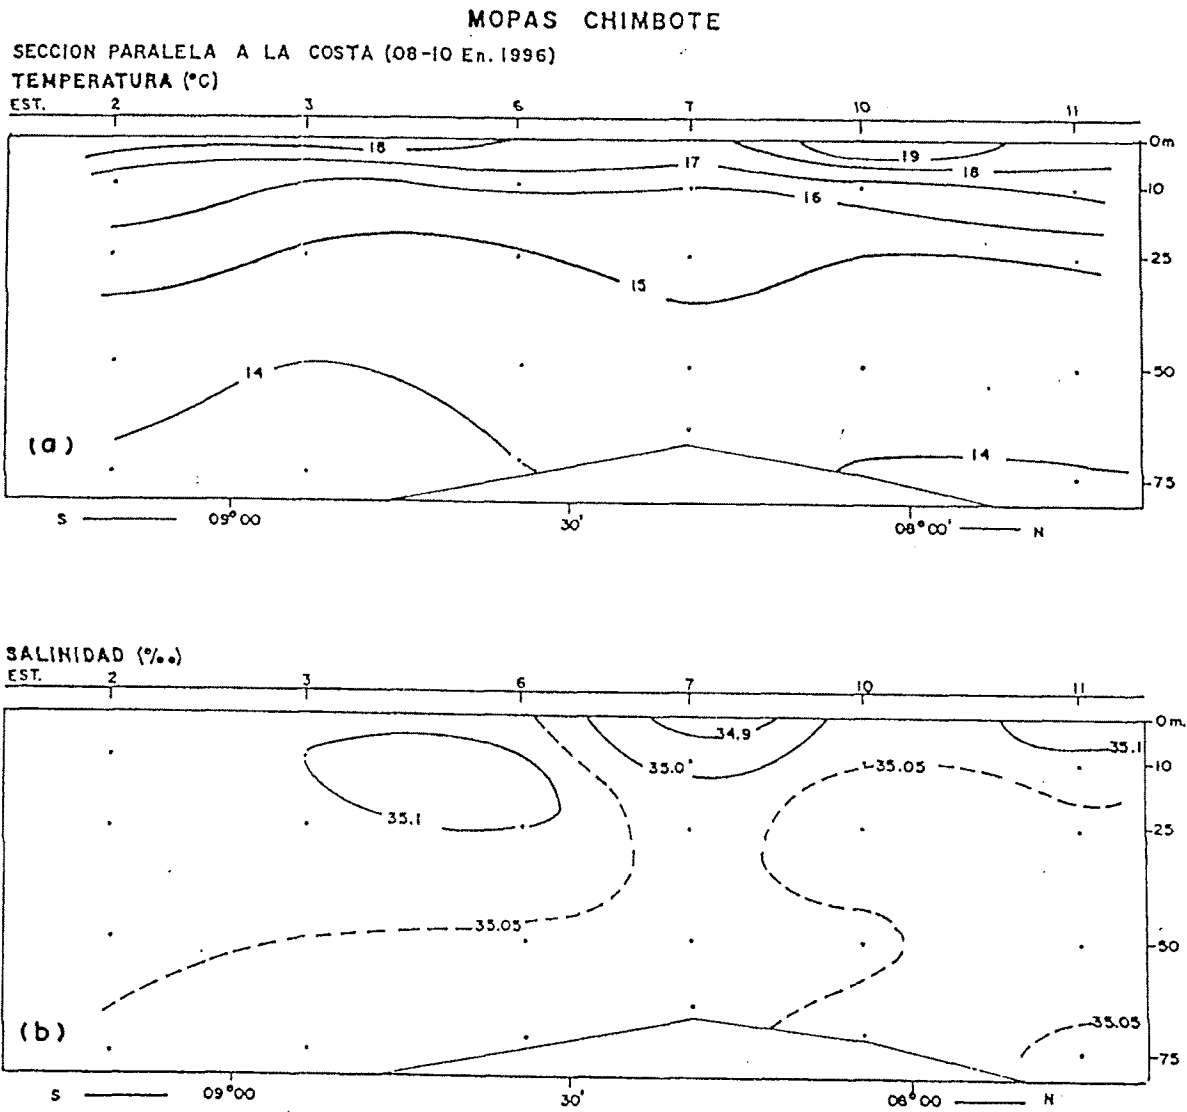 MOPAS CHIMBOTE
SECCION PARALELA A LA COSTA (08-10 En. 1996)
TEMPERATURA (°C)
EST. 2 3 6 7 10 11
0m
18
19
17
18
10
16
25
15
50
14
(a)
14
75
S 09°00 30' 08°00' N
SALINIDAD (‰)
EST. 2 3 6 7 10 11
0m.
34.9
35.1
35.0
35.05
10
35.1
25
35.05
50
35.05
(b)
75
S 09°00 30' 08°00 N